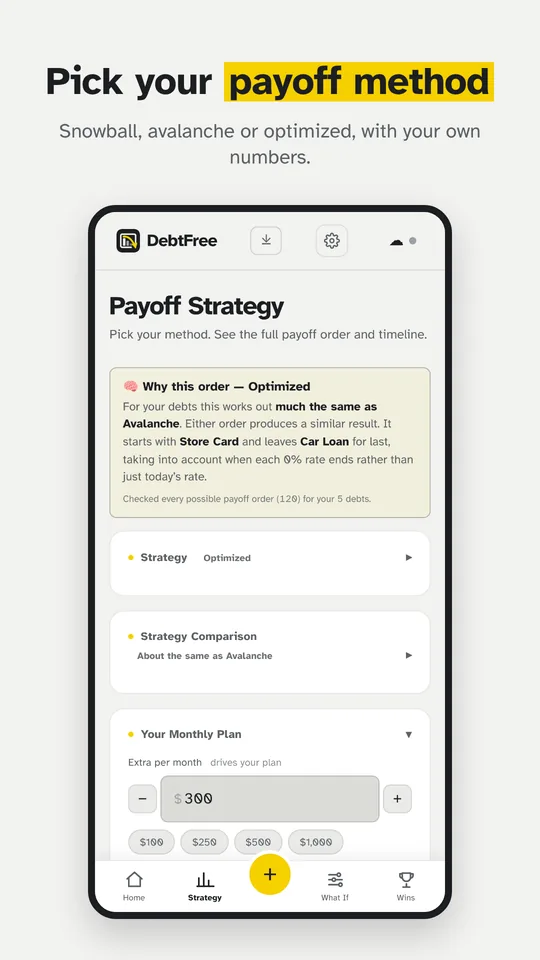 Pick your payoff method
Snowball, avalanche or optimized, with your own
numbers.
DebtFree
Payoff Strategy
Pick your method. See the full payoff order and timeline.
Why this order — Optimized
For your debts this works out much the same as
Avalanche. Either order produces a similar result. It
starts with Store Card and leaves Car Loan for last,
taking into account when each 0% rate ends rather than
just today's rate.
Checked every possible payoff order (120) for your 5 debts.
Strategy Optimized
Strategy Comparison
About the same as Avalanche
Your Monthly Plan
Extra per month drives your plan
− $300 +
$100 $250 $500 $1,000
+
Home Strategy What If Wins